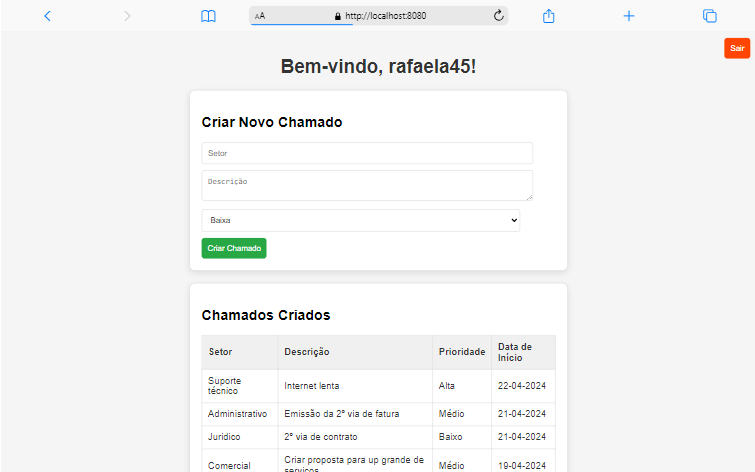 AA http://localhost:8080
Sair
Bem-vindo, rafaela45!
Criar Novo Chamado
Setor
Descrição
Baixa
Criar Chamado
Chamados Criados
Setor Descrição Prioridade Data de
Início
Suporte
técnico Internet lenta Alta 22-04-2024
Administrativo Emissão da 2º via de fatura Médio 21-04-2024
Juridico 2º via de contrato Baixo 21-04-2024
Comercial Criar proposta para up grande de
serviços Médio 19-04-2024